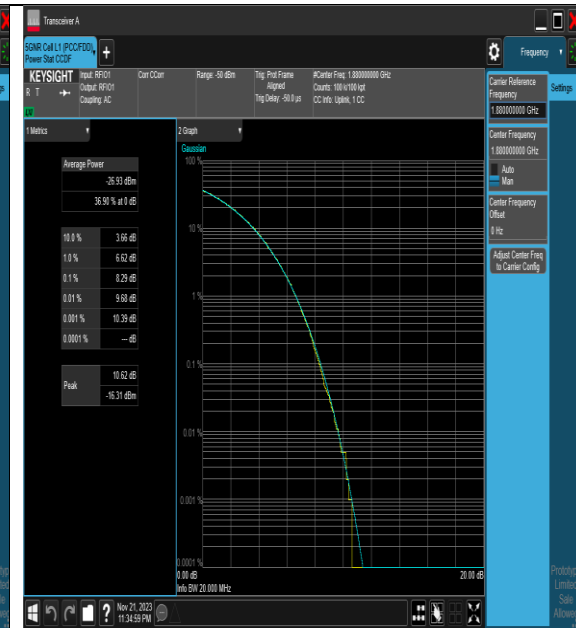 Transceiver A
5GNR Cell L1 (PCC/FDD),
Power Stat CCDF
Frequency
KEYSIGHT
R T
Input: RFIO1
Output: RFIO1
Coupling: AC
Corr CCorr
Range: -50 dBm
Trig: Prot Frame
Aligned
Trig Delay: -50.0 µs
#Center Freq: 1.880000000 GHz
Counts: 100 k/100 kpt
CC Info: Uplink, 1 CC
1 Metrics
Average Power
-26.93 dBm
36.90 % at 0 dB
10.0 % 3.66 dB
1.0 % 6.62 dB
0.1 % 8.29 dB
0.01 % 9.68 dB
0.001 % 10.39 dB
0.0001 % --- dB
Peak
10.62 dB
-16.31 dBm
2 Graph
Gaussian
100 %
10 %
1 %
0.1 %
0.01 %
0.001 %
0.0001 %
0.00 dB
20.00 dB
Info BW 20.000 MHz
Carrier Reference
Frequency
1.880000000 GHz
Center Frequency
1.880000000 GHz
Auto
Man
Center Frequency
Offset
0 Hz
Adjust Center Freq
to Carrier Config
Settings
Nov 21, 2023
11:34:59 PM